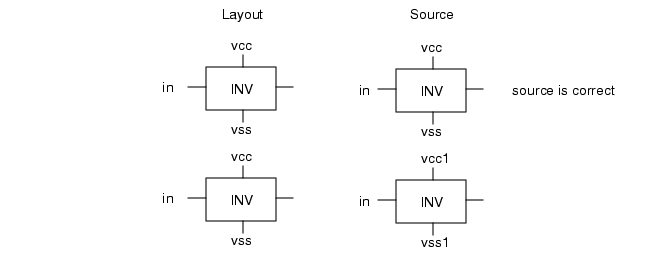 Layout Source
vcc vcc
in INV in INV source is correct
vss vss
vcc vcc1
in INV in INV
vss vss1